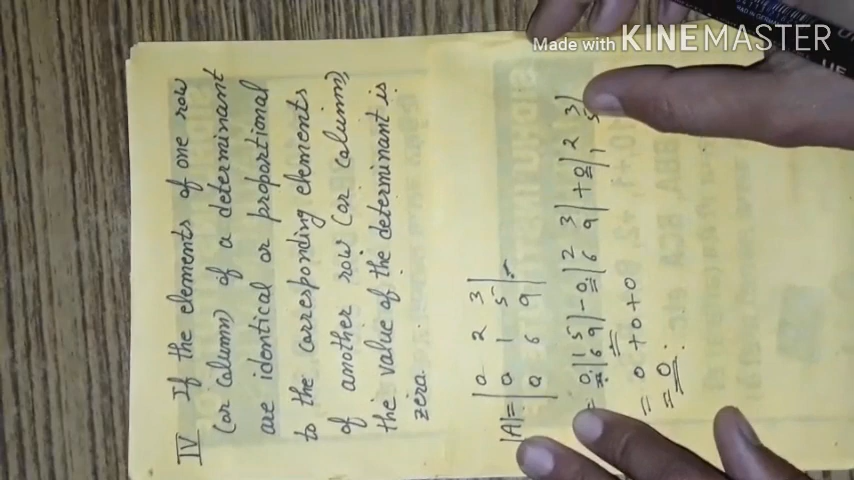 Made with KINEMASTER
IV If the elements of one row
(or column) of a determinant
are identical or proportional
to the corresponding elements
of another row (or column),
the value of the determinant is
zero.
|A| = | 0 2 3 |
| 0 1 5 |
| 0 6 9 |
= 0 | 1 5 | - 0 | 2 3 | + 0 | 2 3 |
| 6 9 | | 6 9 | | 1 5 |
= 0 + 0 + 0
= 0.